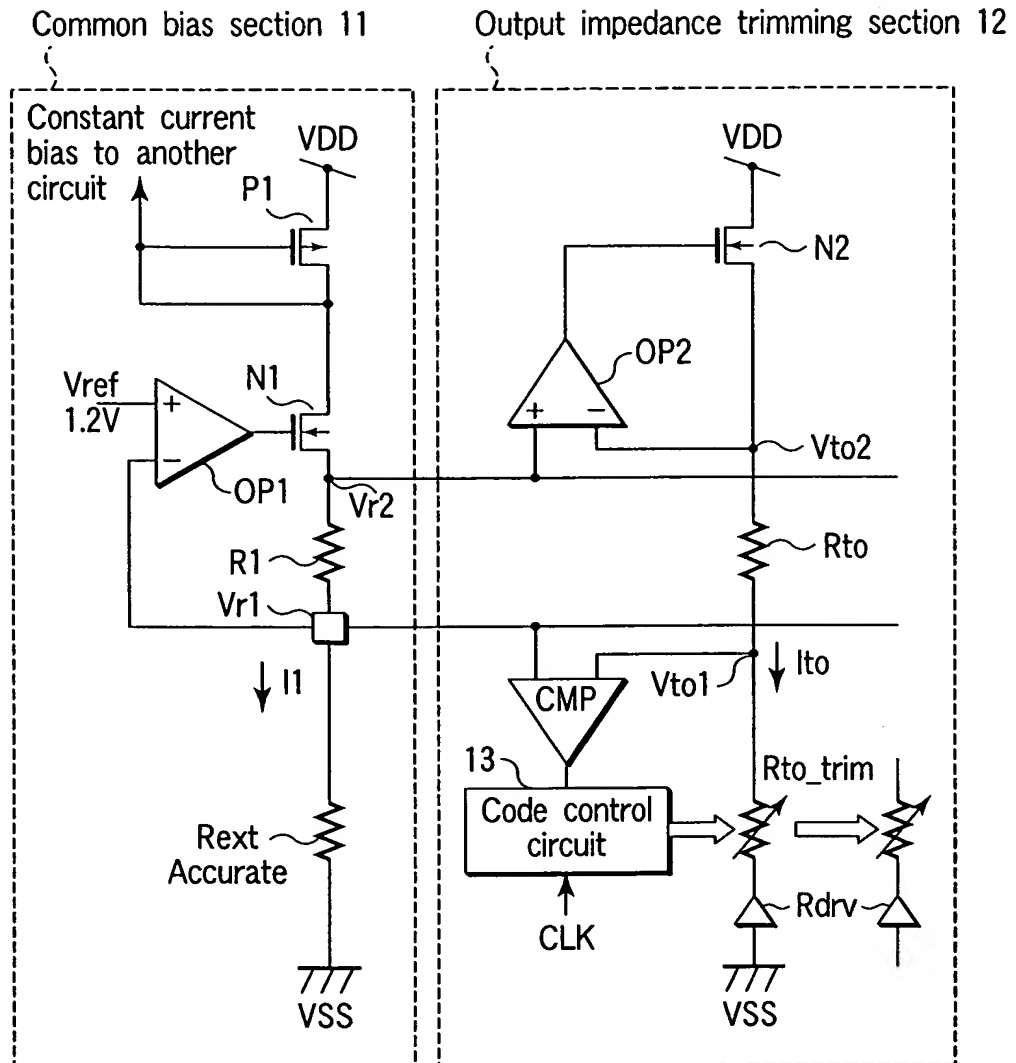 Common bias section 11
Output impedance trimming section 12
Constant current
bias to another
circuit
VDD
P1
VDD
N2
OP2
N1
Vref
1.2V
+
−
OP1
+
−
Vto2
Vr2
R1
Rto
Vr1
I1
CMP
Vto1
Ito
13
Code control
circuit
Rto_trim
Rext
Accurate
CLK
Rdrv
VSS
VSS